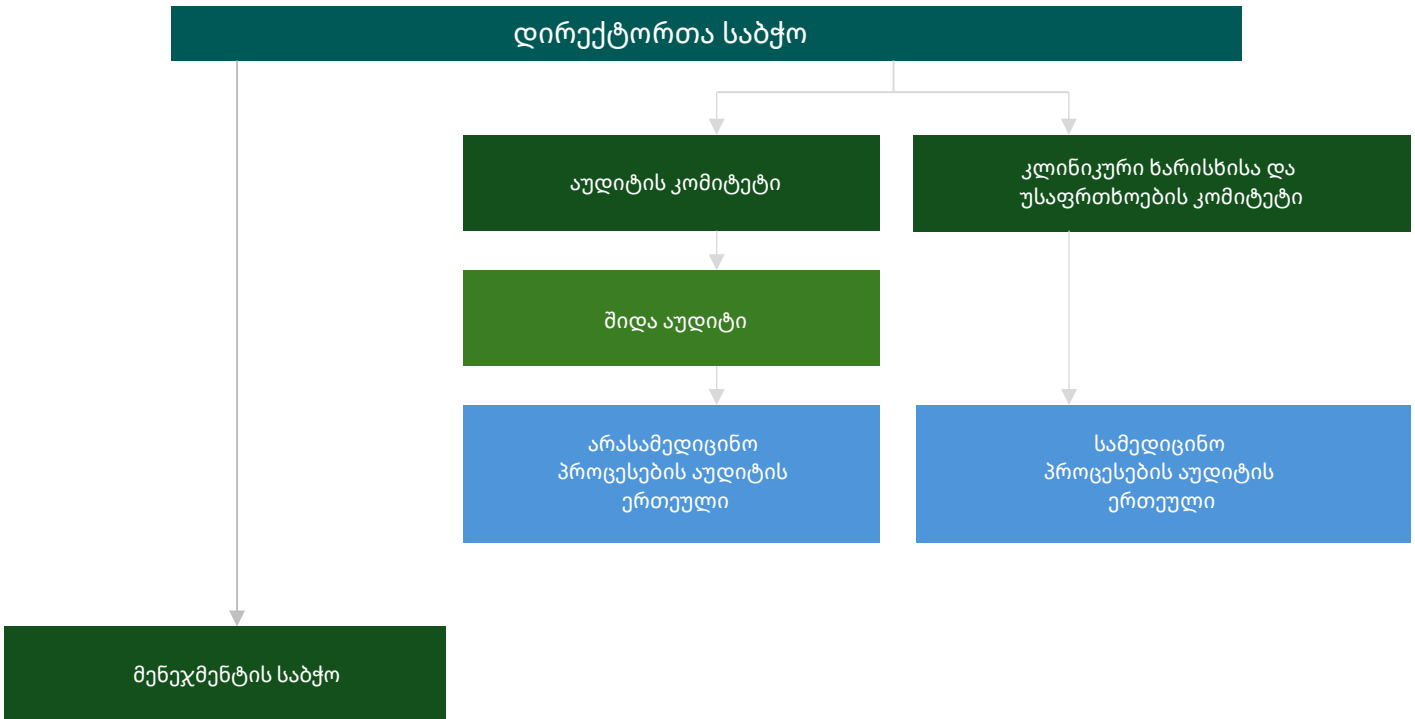 დირექტორთა საბჭო
აუდიტის კომიტეტი
კლინიკური ხარისხისა და
უსაფრთხოების კომიტეტი
შიდა აუდიტი
არასამედიცინო
პროცესების აუდიტის
ერთეული
სამედიცინო
პროცესების აუდიტის
ერთეული
მენეჯმენტის საბჭო